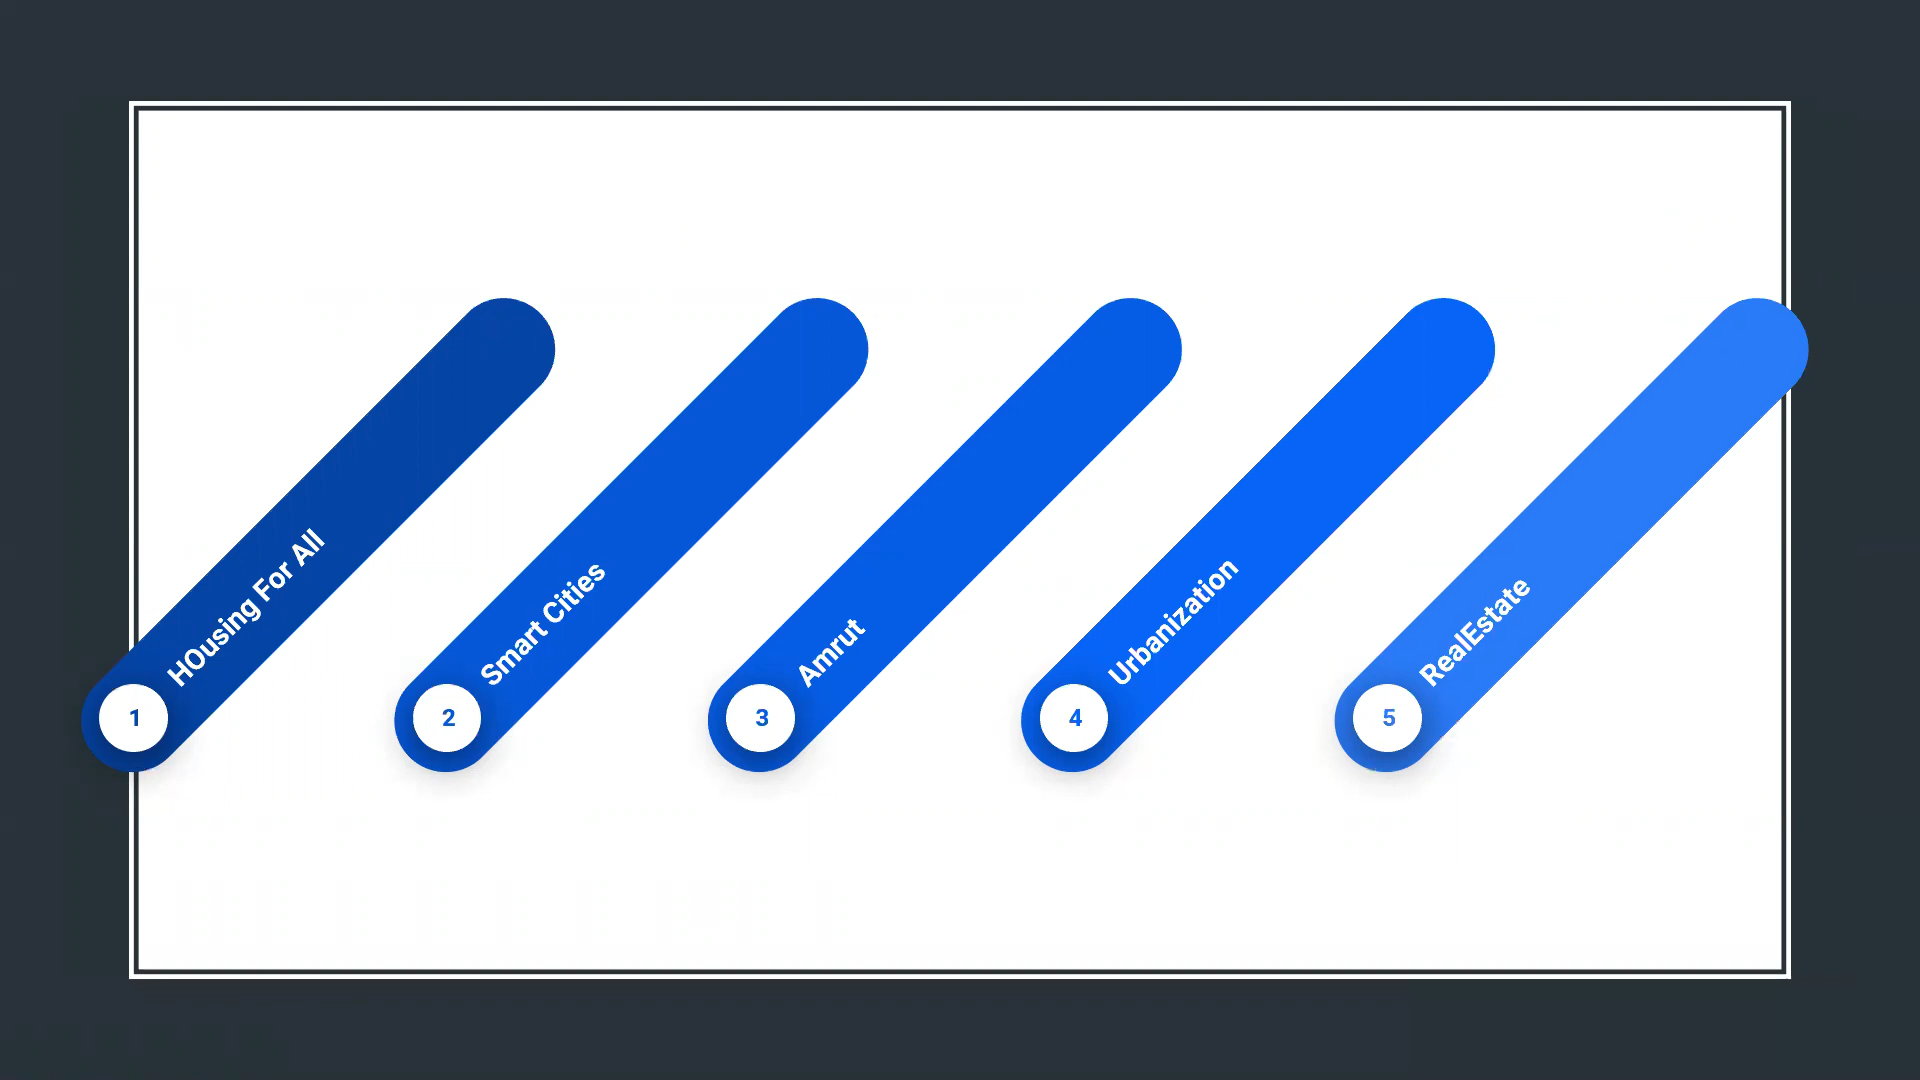 1
HOusing For All
2
Smart Cities
3
Amrut
4
Urbanization
5
RealEstate